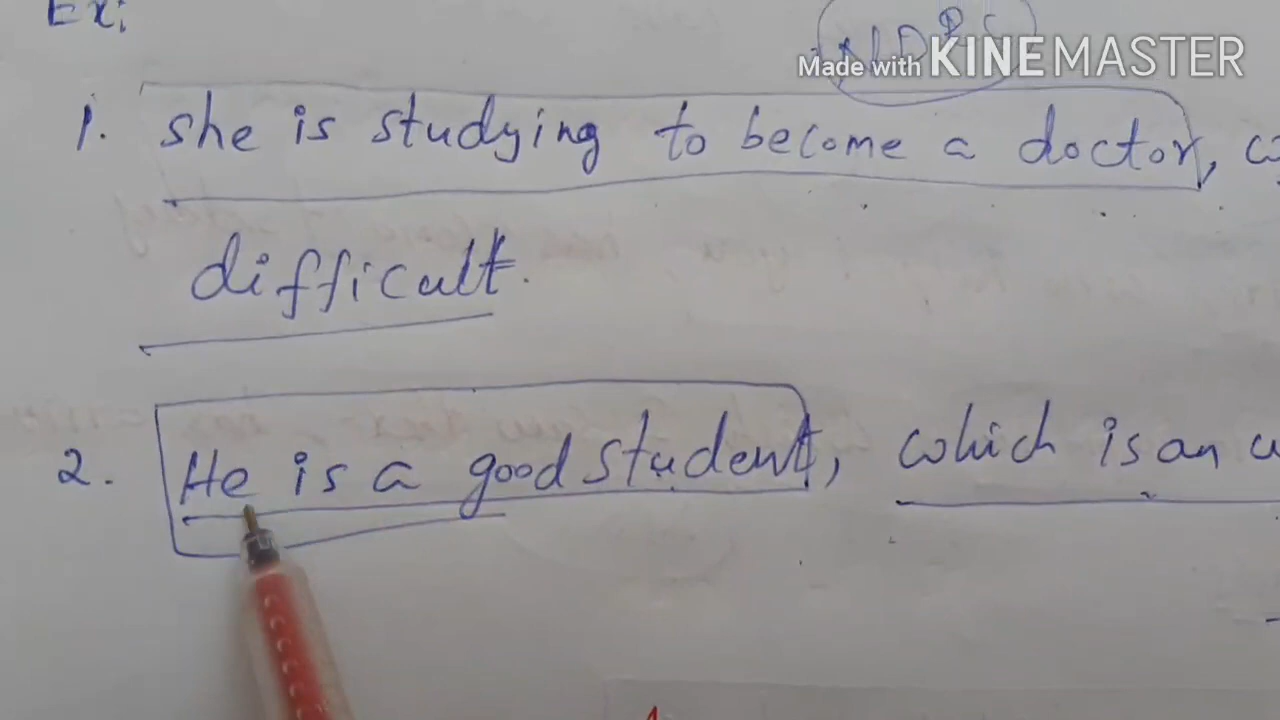 Ex:
Made with KINEMASTER
1. she is studying to become a doctor,
difficult.
2. He is a good student, which is an